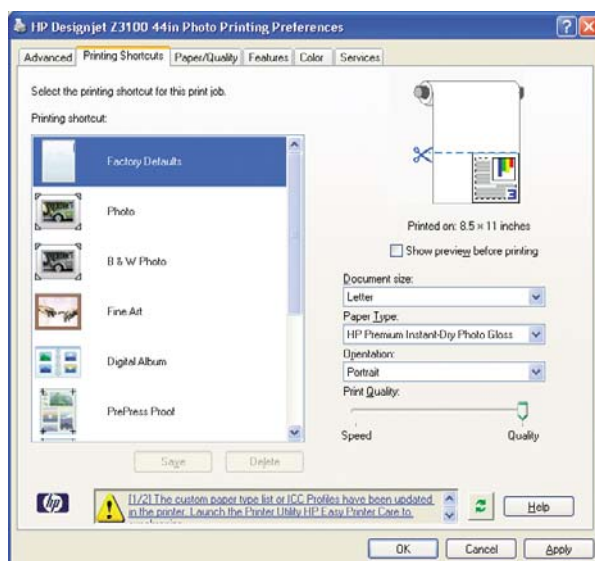 HP Designjet Z3100 44in Photo Printing Preferences
Advanced
Printing Shortcuts
Paper/Quality
Features
Color
Services
Select the printing shortcut for this print job.
Printing shortcut:
Factory Defaults
Photo
B & W Photo
Fine Art
Digital Album
PrePress Proof
Save
Delete
3
Printed on: 8.5 × 11 inches
Show preview before printing
Document size:
Letter
Paper Type:
HP Premium Instant-Dry Photo Gloss
Orientation:
Portrait
Print Quality:
Speed
Quality
hp
[1/2] The custom paper type list or ICC Profiles have been updated
in the printer. Launch the Printer Utility HP Easy Printer Care to
Help
OK
Cancel
Apply